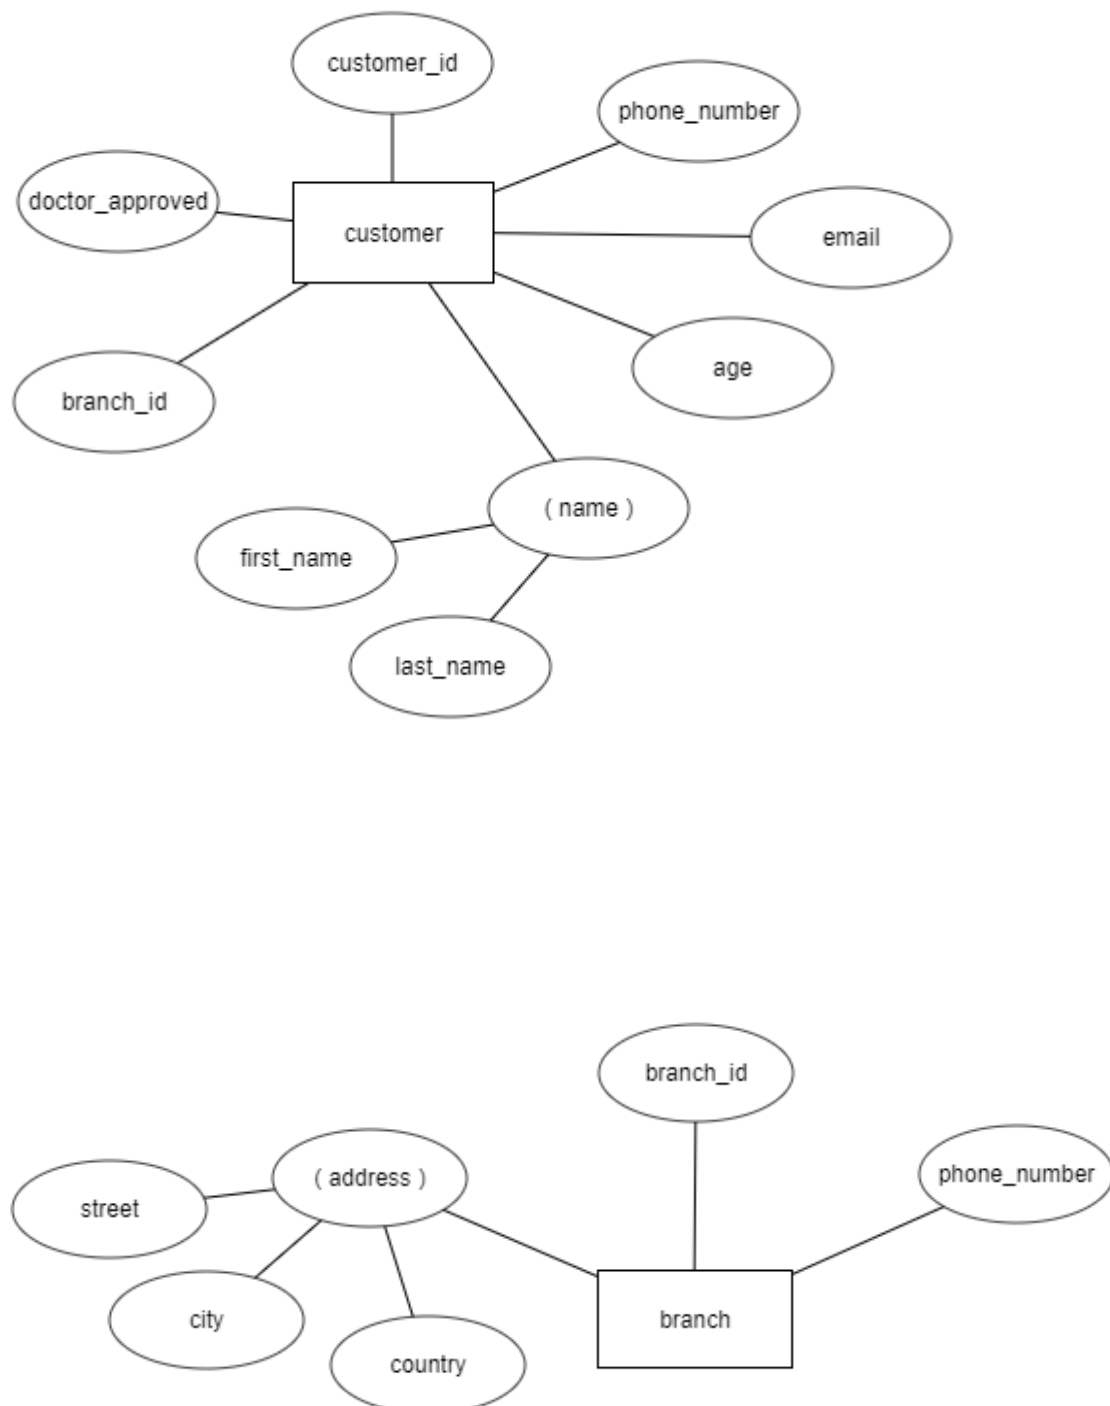 customer_id
phone_number
doctor_approved
customer
email
age
branch_id
( name )
first_name
last_name
branch_id
( address )
phone_number
street
city
branch
country